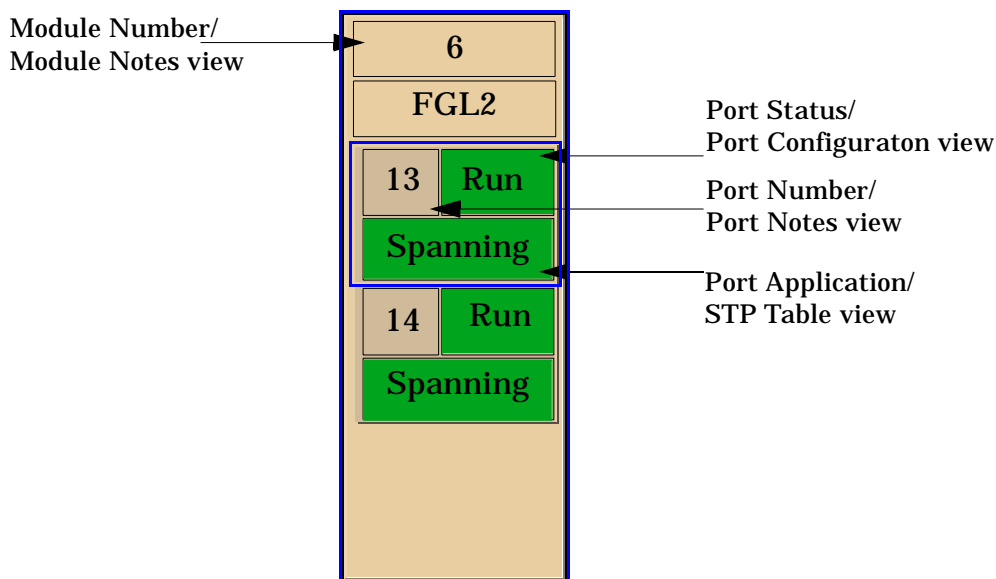 Module Number/
Module Notes view
6
FGL2
Port Status/
Port Configuraton view
13 Run
Port Number/
Port Notes view
Spanning
Port Application/
STP Table view
14 Run
Spanning